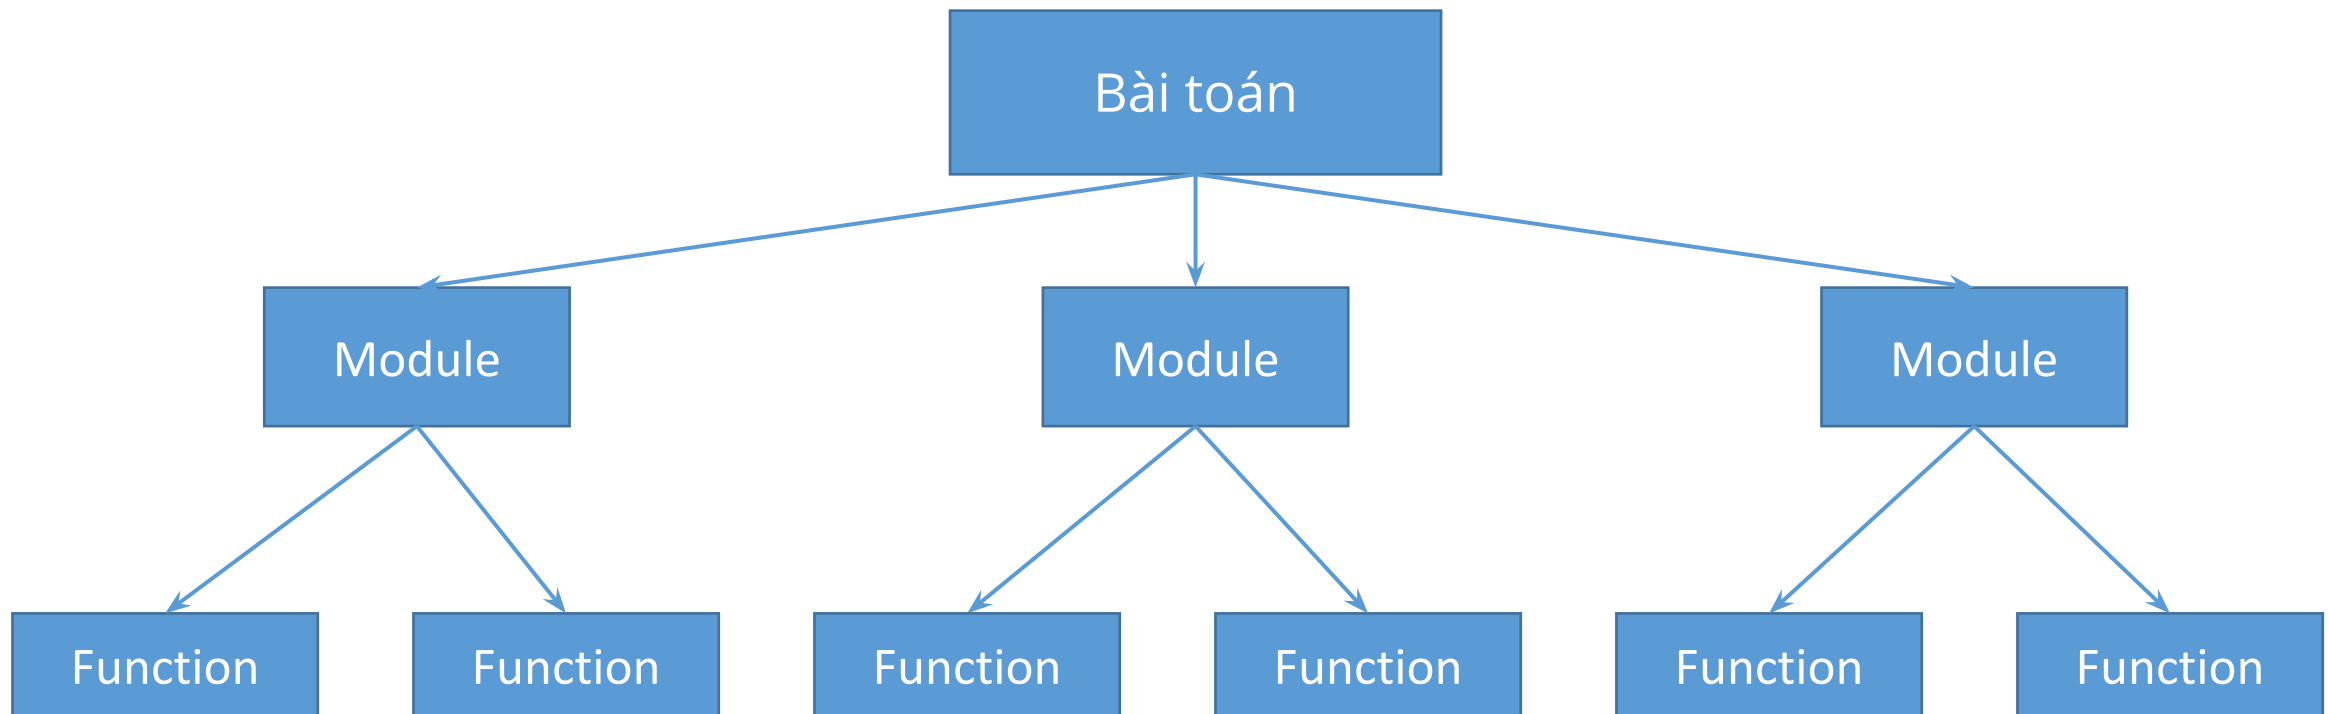 Bài toán
Module
Module
Module
Function
Function
Function
Function
Function
Function